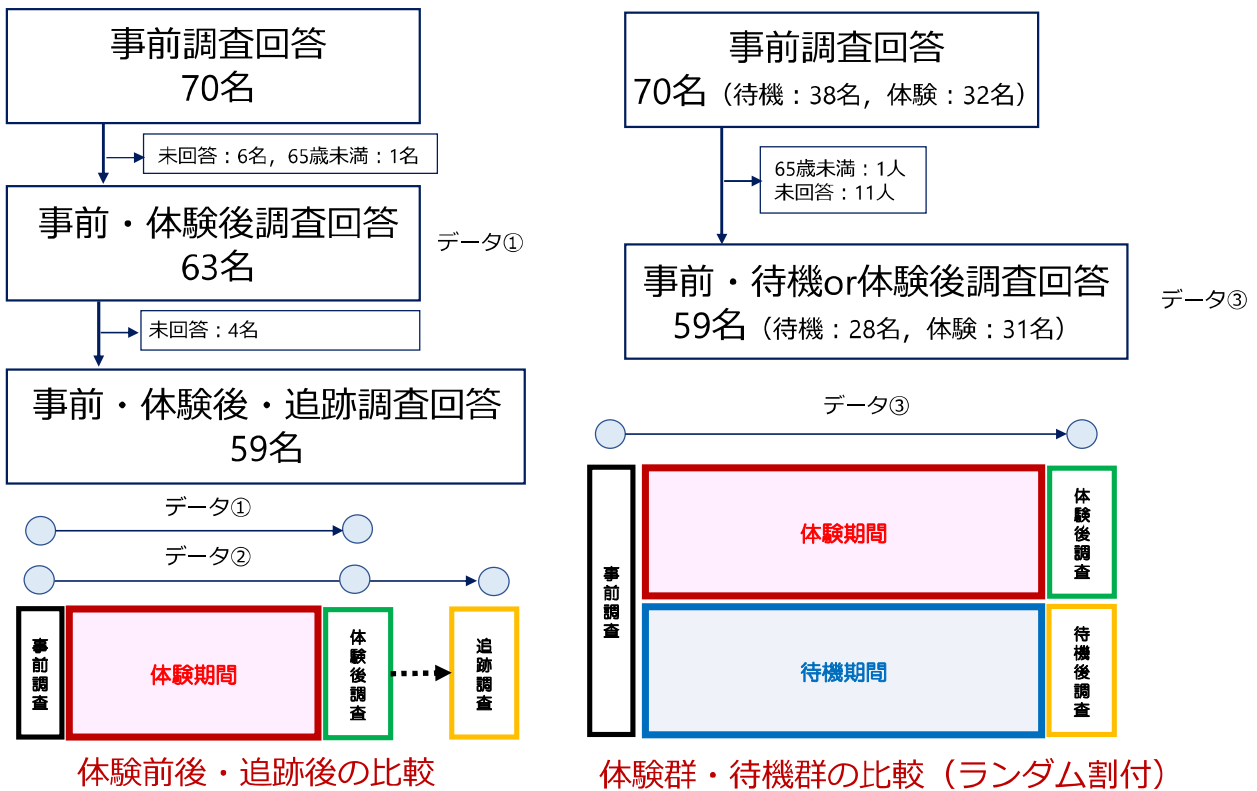 事前調査回答
70名
未回答：6名，65歳未満：1名
事前・体験後調査回答
63名
データ①
未回答：4名
事前・体験後・追跡調査回答
59名
データ①
データ②
事前調査
体験期間
体験後調査
追跡調査
体験前後・追跡後の比較
事前調査回答
70名（待機：38名，体験：32名）
65歳未満：1人
未回答：11人
事前・待機or体験後調査回答
59名（待機：28名，体験：31名）
データ③
データ③
事前調査
体験期間
体験後調査
待機期間
待機後調査
体験群・待機群の比較（ランダム割付）